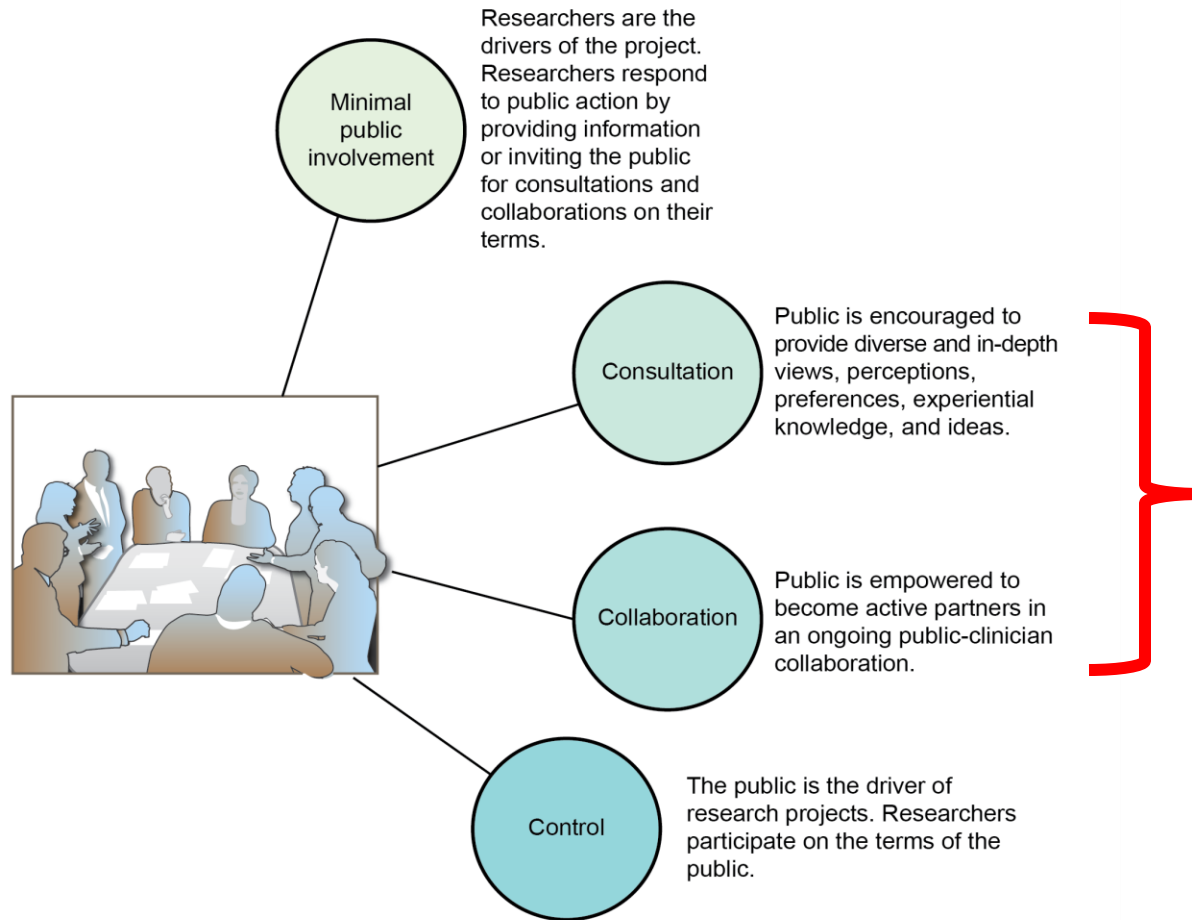 Researchers are the
drivers of the project.
Researchers respond
to public action by
providing information
or inviting the public
for consultations and
collaborations on their
terms.
Minimal
public
involvement
Consultation
Public is encouraged to
provide diverse and in-depth
views, perceptions,
preferences, experiential
knowledge, and ideas.
Collaboration
Public is empowered to
become active partners in
an ongoing public-clinician
collaboration.
Control
The public is the driver of
research projects. Researchers
participate on the terms of the
public.